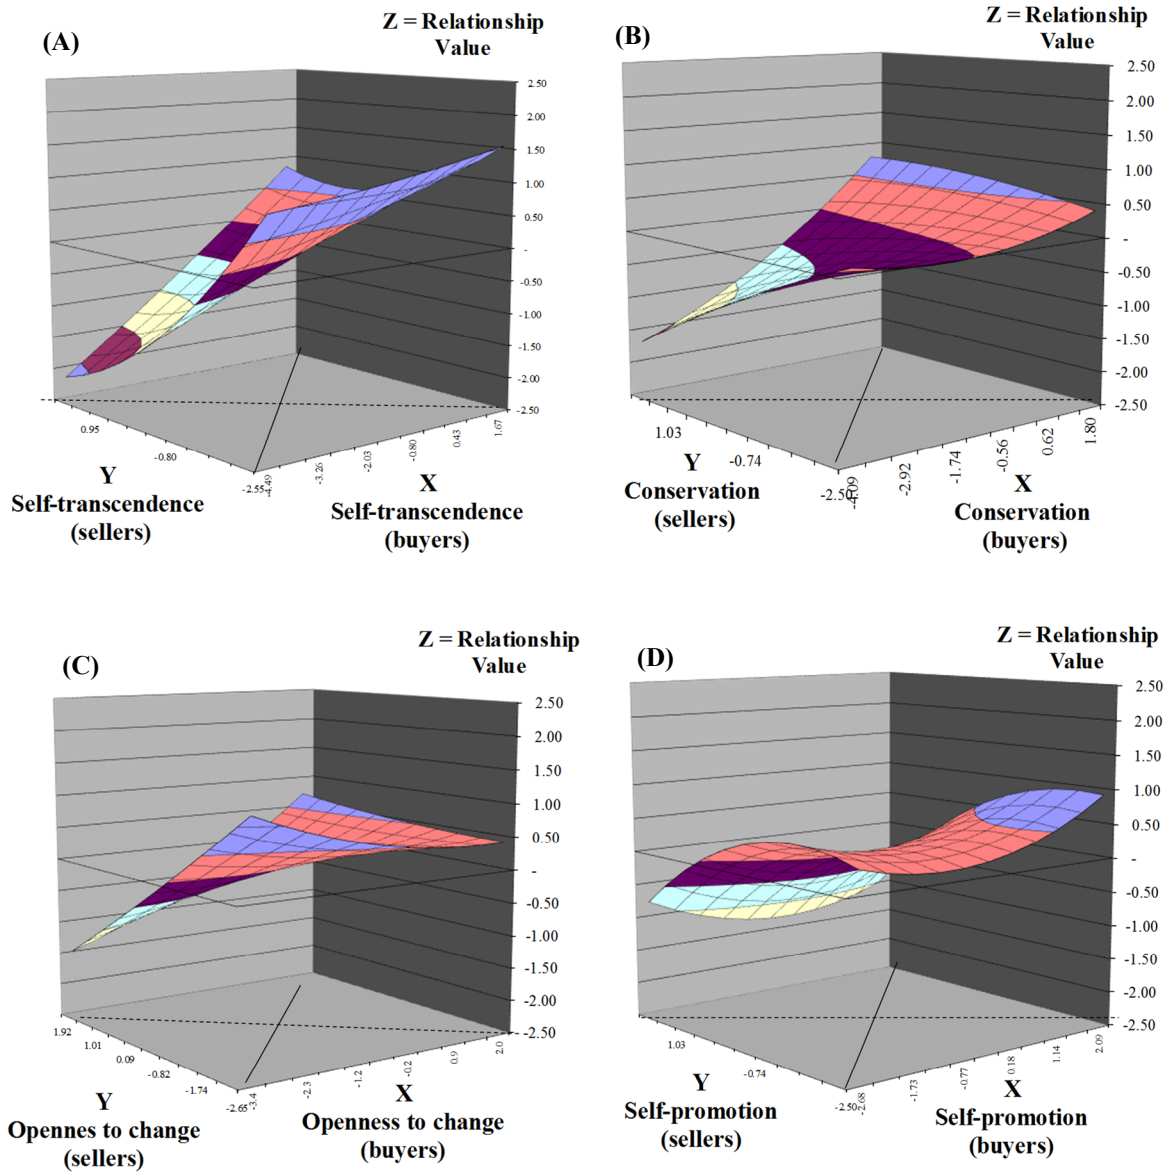 (A)
Z = Relationship
Value
2.50
2.00
1.50
1.00
0.50
-
-0.50
-1.00
-1.50
-2.00
-2.50
0.95
-0.80
-2.55
-4.49
-3.26
-2.03
-0.80
0.43
1.67
Y
Self-transcendence
(sellers)
X
Self-transcendence
(buyers)
(B)
Z = Relationship
Value
2.50
2.00
1.50
1.00
0.50
-
-0.50
-1.00
-1.50
-2.00
-2.50
1.03
-0.74
-2.50
-4.09
-2.92
-1.74
-0.56
0.62
1.80
Y
Conservation
(sellers)
X
Conservation
(buyers)
(C)
Z = Relationship
Value
2.50
2.00
1.50
1.00
0.50
-
-0.50
-1.00
-1.50
-2.00
-2.50
1.92
1.01
0.09
-0.82
-1.74
-2.65
-3.4
-2.3
-1.2
-0.2
0.9
2.0
Y
Opennes to change
(sellers)
X
Openness to change
(buyers)
(D)
Z = Relationship
Value
2.50
2.00
1.50
1.00
0.50
-
-0.50
-1.00
-1.50
-2.00
-2.50
1.03
-0.74
-2.50
-2.68
-1.73
-0.77
0.18
1.14
2.09
Y
Self-promotion
(sellers)
X
Self-promotion
(buyers)